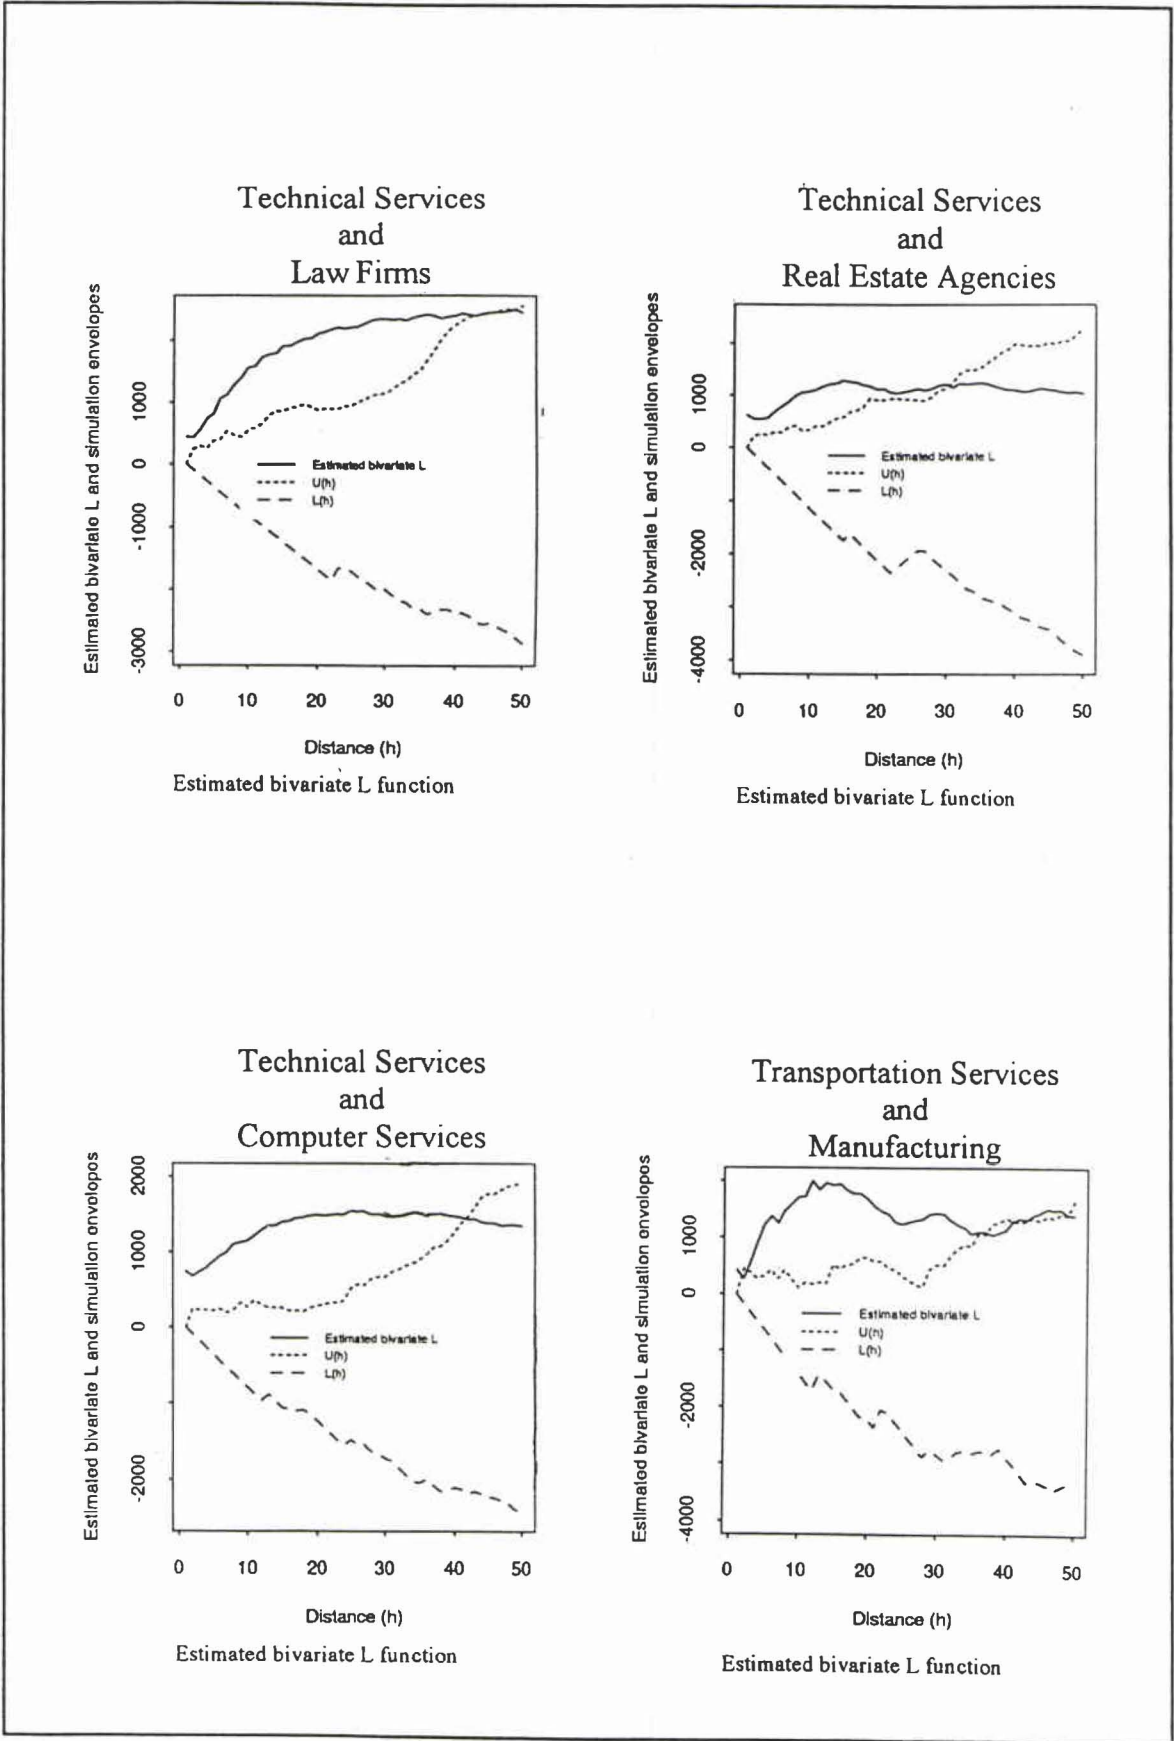 Technical Services
and
Law Firms
Estimated bivariate L and simulation envelopes
1000
0
-1000
-3000
Estimated bivariate L
U(h)
L(h)
0 10 20 30 40 50
Distance (h)
Estimated bivariate L function
Technical Services
and
Real Estate Agencies
Estimated bivariate L and simulation envelopes
1000
0
-2000
-4000
Estimated bivariate L
U(h)
L(h)
0 10 20 30 40 50
Distance (h)
Estimated bivariate L function
Technical Services
and
Computer Services
Estimated bivariate L and simulation envelopes
2000
1000
0
-2000
Estimated bivariate L
U(h)
L(h)
0 10 20 30 40 50
Distance (h)
Estimated bivariate L function
Transportation Services
and
Manufacturing
Estimated bivariate L and simulation envelopes
1000
0
-2000
-4000
Estimated bivariate L
U(h)
L(h)
0 10 20 30 40 50
Distance (h)
Estimated bivariate L function